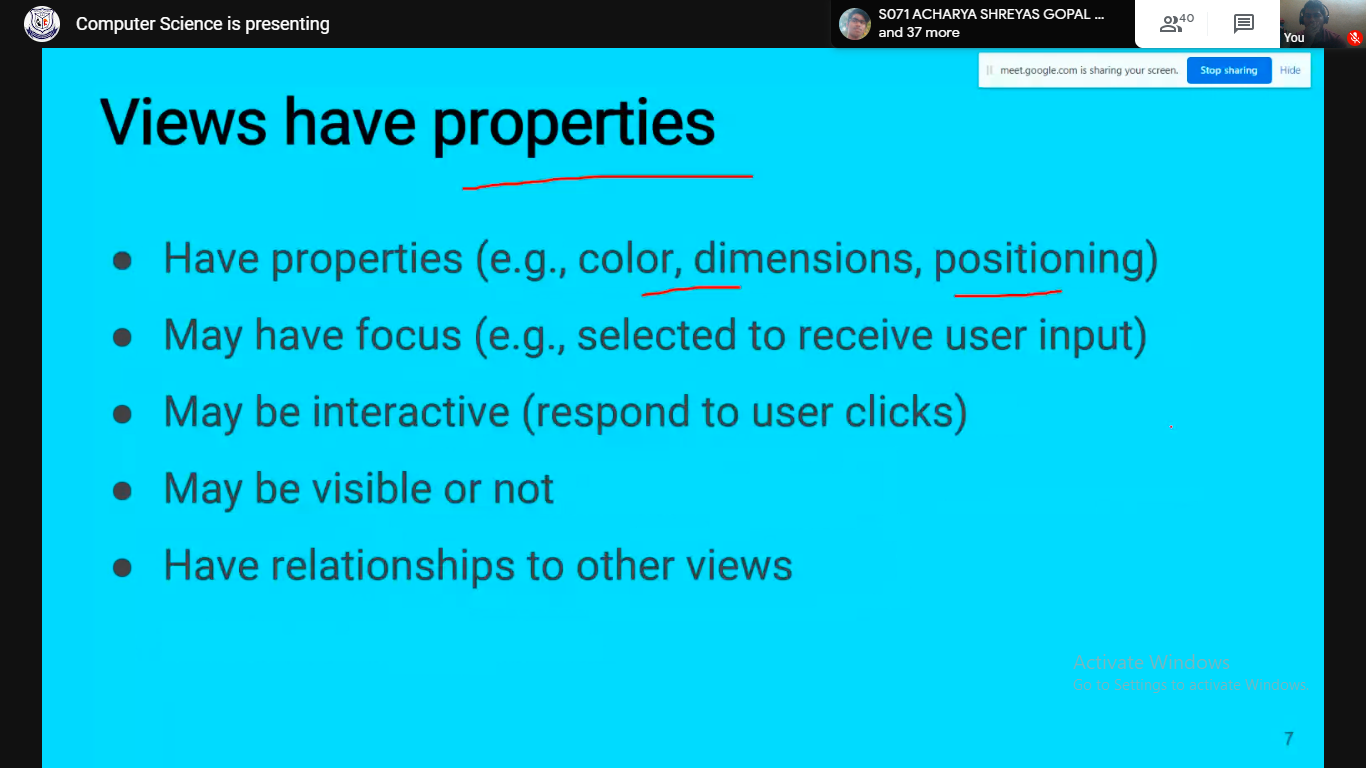 Computer Science is presenting
S071 ACHARYA SHREYAS GOPAL ...
and 37 more
40
You
meet.google.com is sharing your screen.
Stop sharing
Hide
Views have properties
● Have properties (e.g., color, dimensions, positioning)
● May have focus (e.g., selected to receive user input)
● May be interactive (respond to user clicks)
● May be visible or not
● Have relationships to other views
Activate Windows
Go to Settings to activate Windows.
7